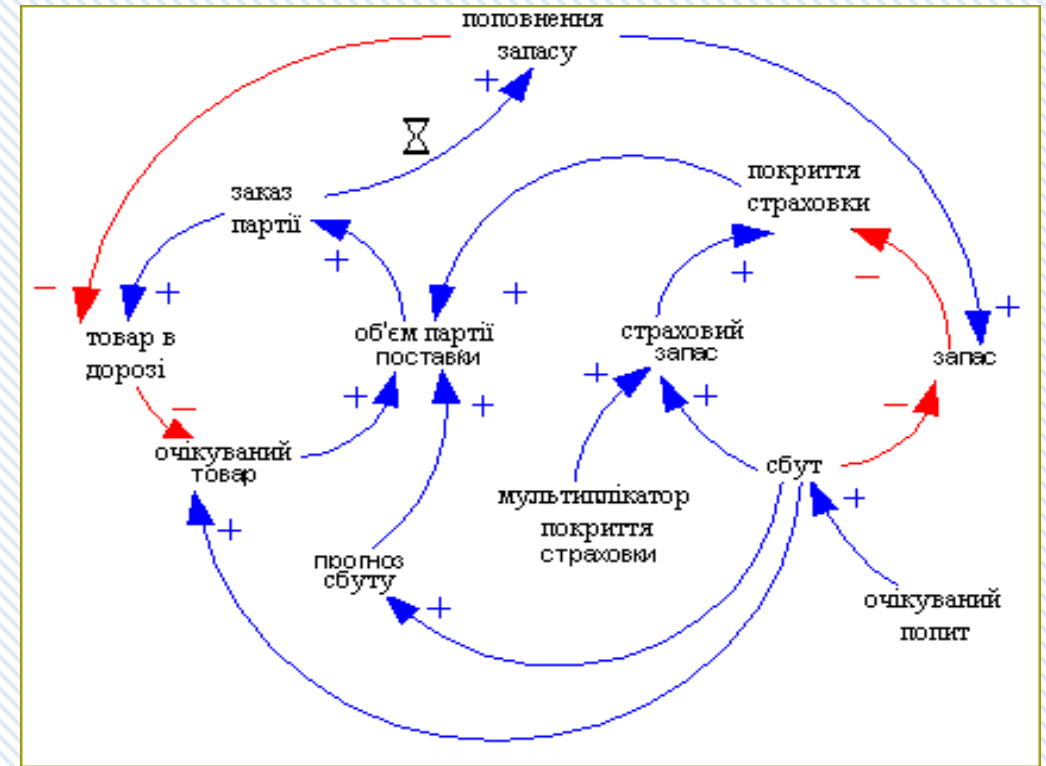 поповнення
запасу
+
покриття
страховки
заказ
партії
+
+
−
−
+
+
+
товар в
дорозі
об'єм партії
поставки
страховий
запас
запас
−
+
+
+
+
−
очікуваний
товар
сбут
мультиплікатор
покриття
страховки
+
+
прогноз
сбуту
+
очікуваний
попит